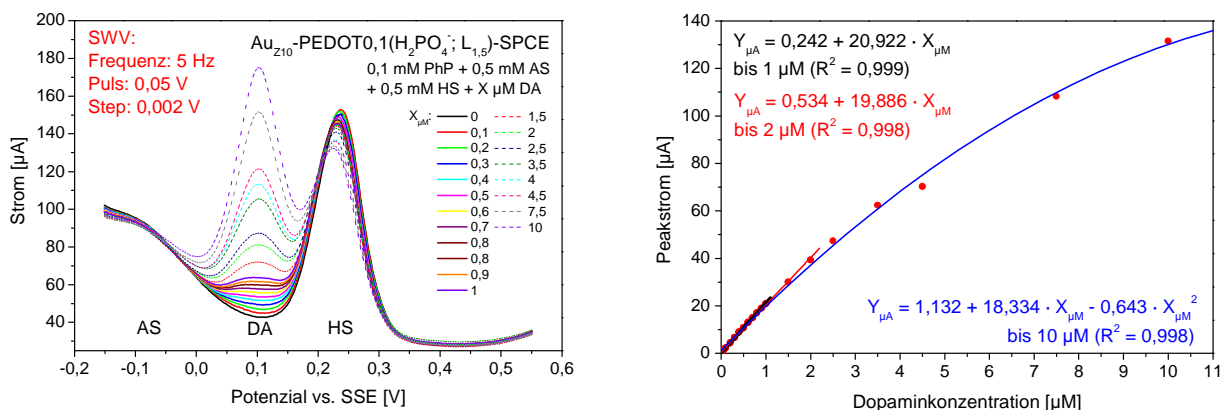 SWV:
Frequenz: 5 Hz
Puls: 0,05 V
Step: 0,002 V
Au_Z10-PEDOT0,1(H₂PO₄⁻; L₁,₅)-SPCE
0,1 mM PhP + 0,5 mM AS
+ 0,5 mM HS + X µM DA
X_µM:
0
0,1
0,2
0,3
0,4
0,5
0,6
0,7
0,8
0,8
0,9
1
1,5
2
2,5
3,5
4
4,5
7,5
10
AS
DA
HS
200
180
160
140
120
100
80
60
40
Strom [µA]
-0,2
-0,1
0,0
0,1
0,2
0,3
0,4
0,5
0,6
Potenzial vs. SSE [V]
Y_µA = 0,242 + 20,922 · X_µM
bis 1 µM (R² = 0,999)
Y_µA = 0,534 + 19,886 · X_µM
bis 2 µM (R² = 0,998)
Y_µA = 1,132 + 18,334 · X_µM - 0,643 · X_µM²
bis 10 µM (R² = 0,998)
140
120
100
80
60
40
20
0
Peakstrom [µA]
0
1
2
3
4
5
6
7
8
9
10
11
Dopaminkonzentration [µM]